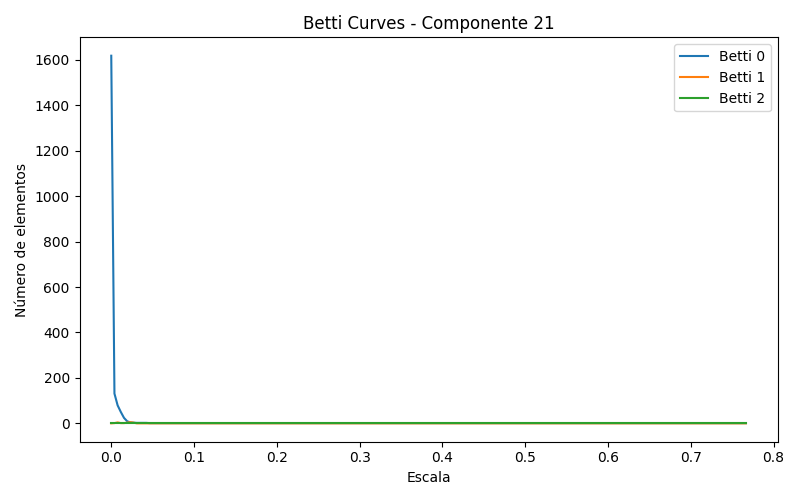 Betti Curves - Componente 21
Betti 0
Betti 1
Betti 2
Número de elementos
1600
1400
1200
1000
800
600
400
200
0
0.0 0.1 0.2 0.3 0.4 0.5 0.6 0.7 0.8
Escala